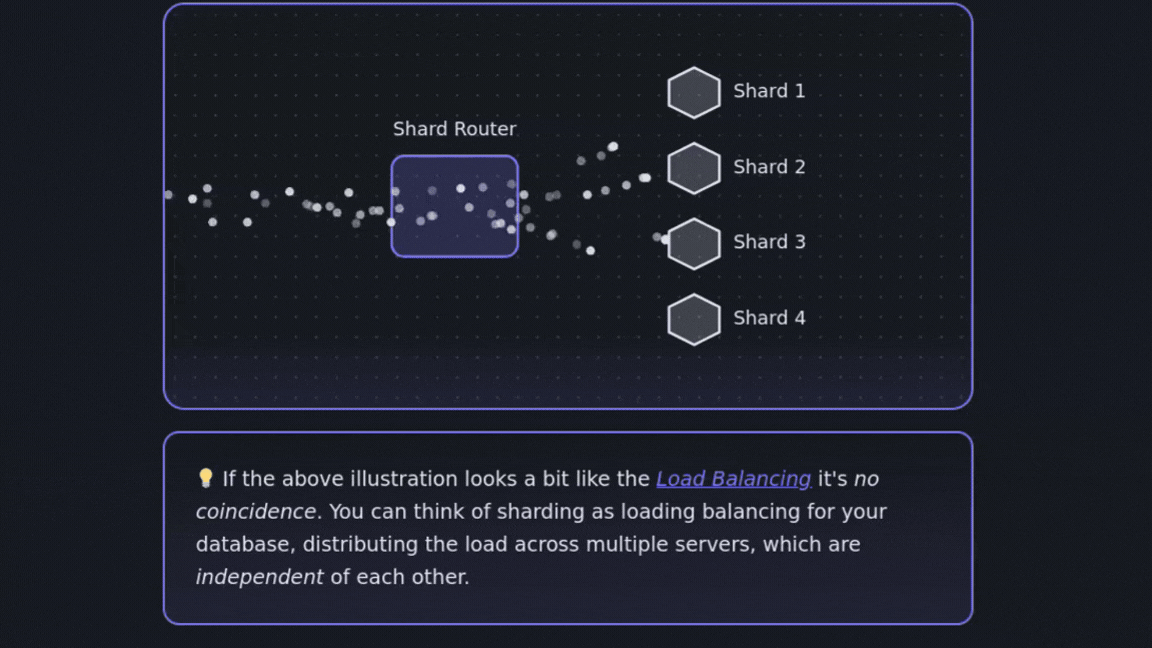 Shard 1
Shard Router
Shard 2
Shard 3
Shard 4
💡 If the above illustration looks a bit like the Load Balancing it's no
coincidence. You can think of sharding as loading balancing for your
database, distributing the load across multiple servers, which are
independent of each other.